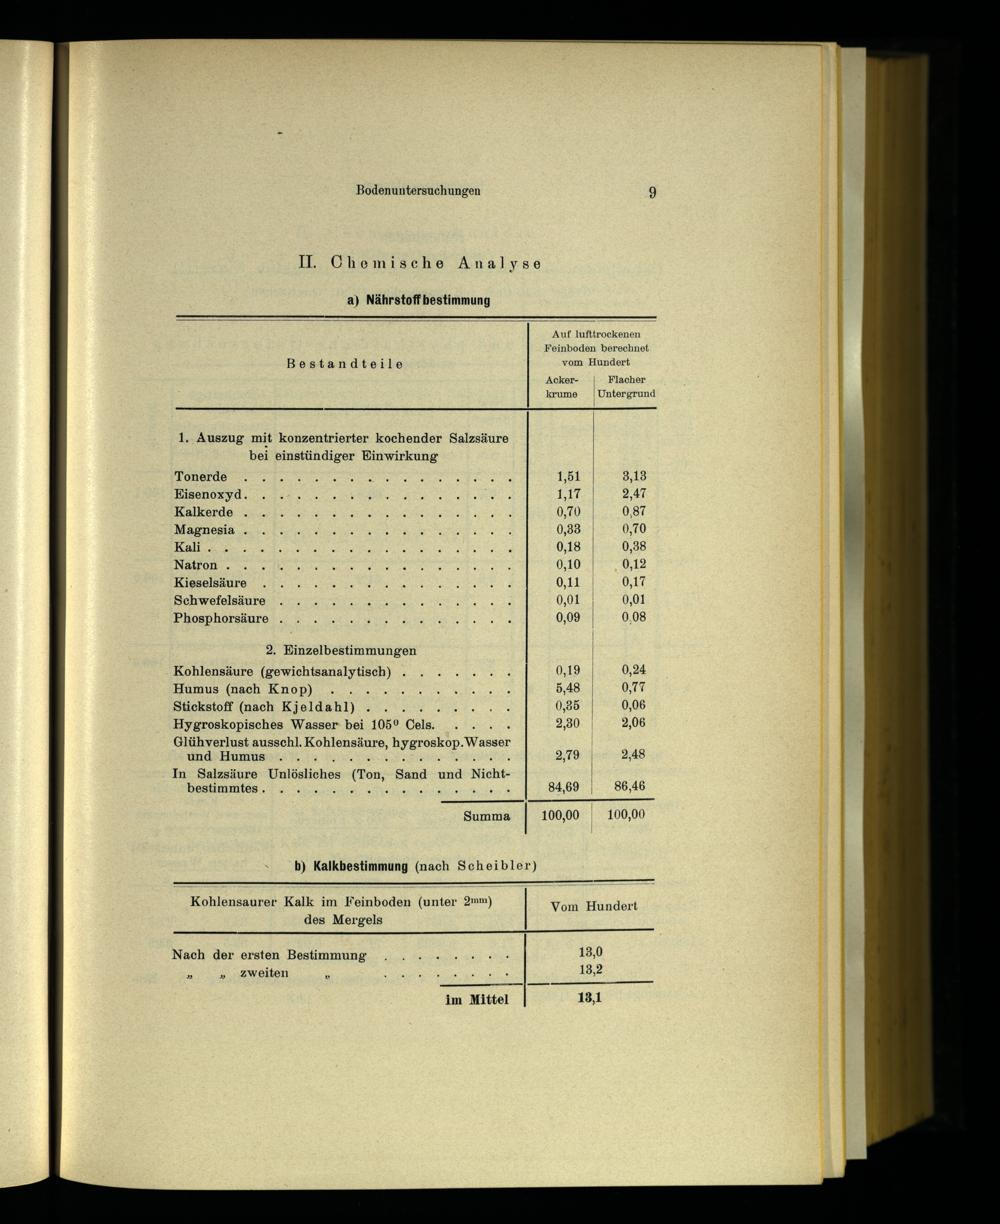 Bodenuntersuchungen 9
II. Chemische Analyse
a) Nährstoffbestimmung
Bestandteile
Auf lufttrockenen
Feinboden berechnet
vom Hundert
Acker-
krume
Flacher
Untergrund
1. Auszug mit konzentrierter kochender Salzsäure
bei einstündiger Einwirkung
Tonerde . . . . . . . . . . . . . . . . 1,51 3,13
Eisenoxyd. . . . . . . . . . . . . . . . 1,17 2,47
Kalkerde . . . . . . . . . . . . . . . . 0,70 0,87
Magnesia . . . . . . . . . . . . . . . . 0,33 0,70
Kali . . . . . . . . . . . . . . . . . . 0,18 0,38
Natron . . . . . . . . . . . . . . . . . 0,10 0,12
Kieselsäure . . . . . . . . . . . . . . . 0,11 0,17
Schwefelsäure . . . . . . . . . . . . . . 0,01 0,01
Phosphorsäure . . . . . . . . . . . . . . 0,09 0,08
2. Einzelbestimmungen
Kohlensäure (gewichtsanalytisch) . . . . . . . 0,19 0,24
Humus (nach Knop) . . . . . . . . . . . 5,48 0,77
Stickstoff (nach Kjeldahl) . . . . . . . . . 0,35 0,06
Hygroskopisches Wasser bei 105° Cels. . . . . 2,30 2,06
Glühverlust ausschl. Kohlensäure, hygroskop. Wasser
und Humus . . . . . . . . . . . . . . 2,79 2,48
In Salzsäure Unlösliches (Ton, Sand und Nicht-
bestimmtes . . . . . . . . . . . . . . . 84,69 86,46
Summa 100,00 100,00
b) Kalkbestimmung (nach Scheibler)
Kohlensaurer Kalk im Feinboden (unter 2mm)
des Mergels
Vom Hundert
Nach der ersten Bestimmung . . . . . . . . 13,0
„ „ zweiten „ . . . . . . . . 13,2
im Mittel 13,1